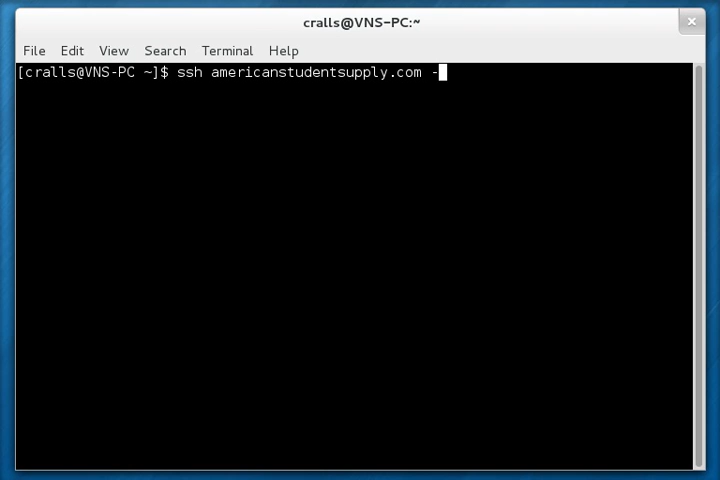 cralls@VNS-PC:~
File Edit View Search Terminal Help
[cralls@VNS-PC ~]$ ssh americanstudentsupply.com -